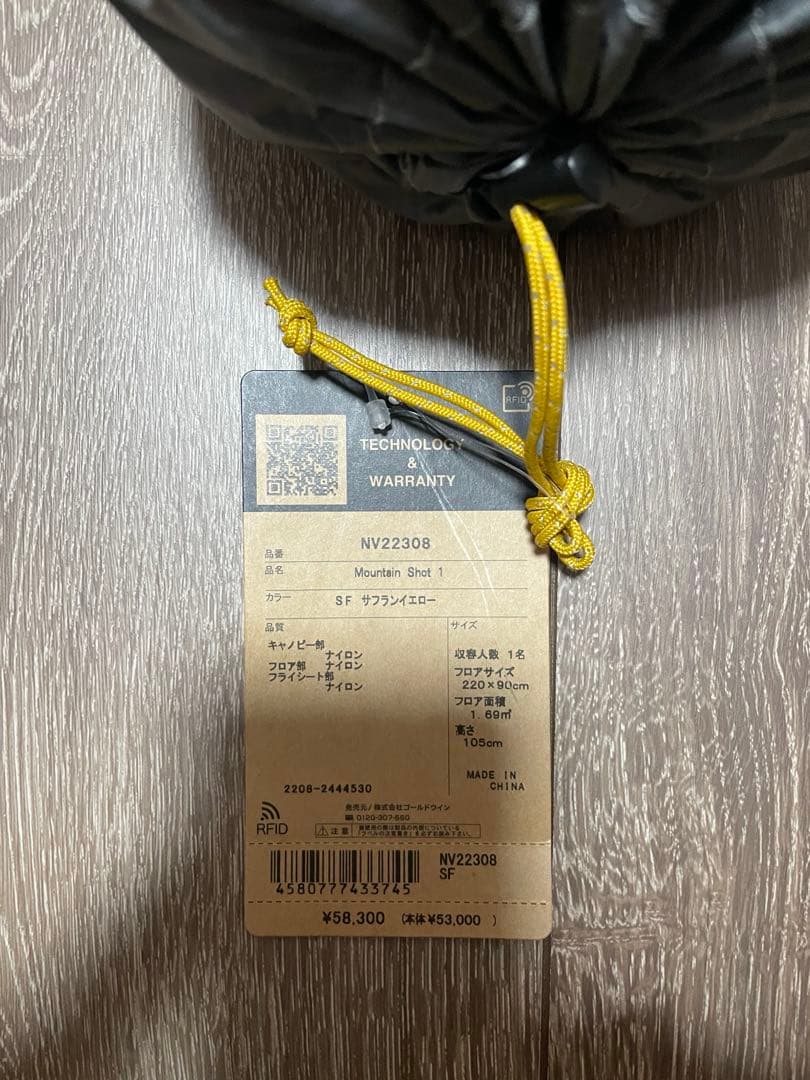 RFID
TECHNOLOGY
&
WARRANTY
品番 NV22308
品名 Mountain Shot 1
カラー SF サフランイエロー
品質
キャノピー部
ナイロン
フロア部 ナイロン
フライシート部
ナイロン
サイズ
収容人数 1名
フロアサイズ
220×90cm
フロア面積
1.69㎡
高さ
105cm
MADE IN
CHINA
2208-2444530
発売元/株式会社ゴールドウイン
0120-307-560
RFID
注意
NV22308
SF
4580777433745
¥58,300 (本体¥53,000 )